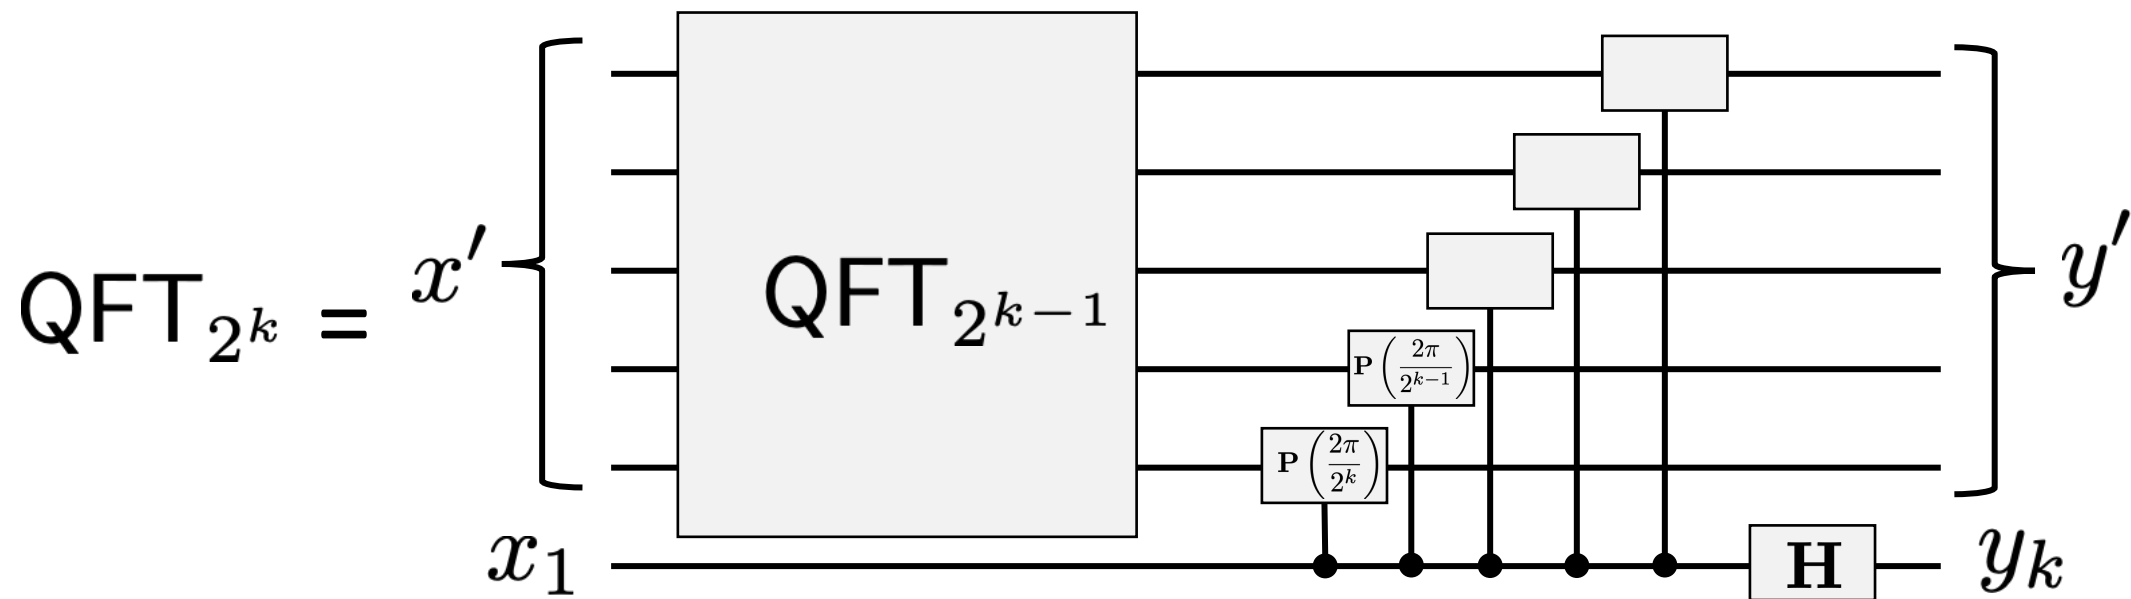 QFT_{2^k} =
x'
QFT_{2^{k-1}}
P(2π/2^{k-1})
P(2π/2^k)
y'
x_1
H
y_k